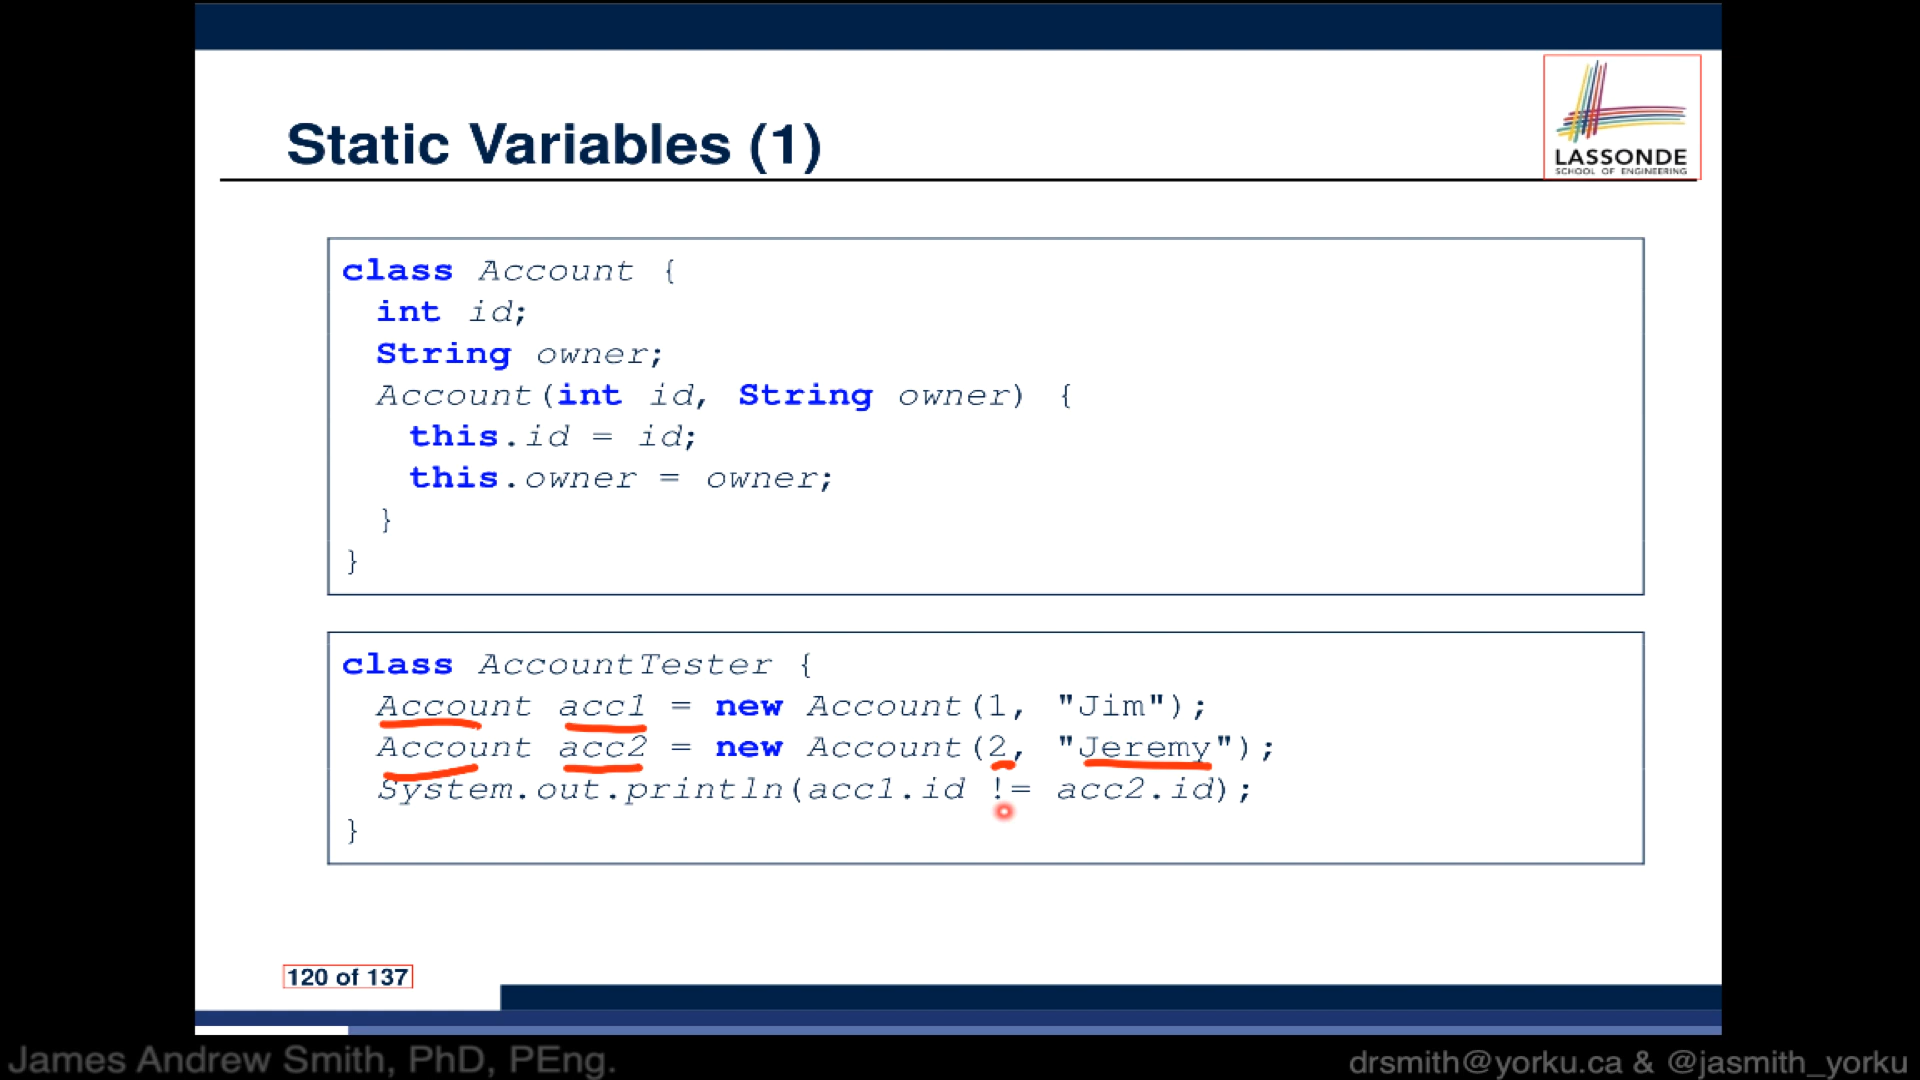 LASSONDE
SCHOOL OF ENGINEERING
Static Variables (1)
class Account {
int id;
String owner;
Account(int id, String owner) {
this.id = id;
this.owner = owner;
}
}
class AccountTester {
Account acc1 = new Account(1, "Jim");
Account acc2 = new Account(2, "Jeremy");
System.out.println(acc1.id != acc2.id);
}
120 of 137
James Andrew Smith, PhD, PEng.
drsmith@yorku.ca & @jasmith_yorku